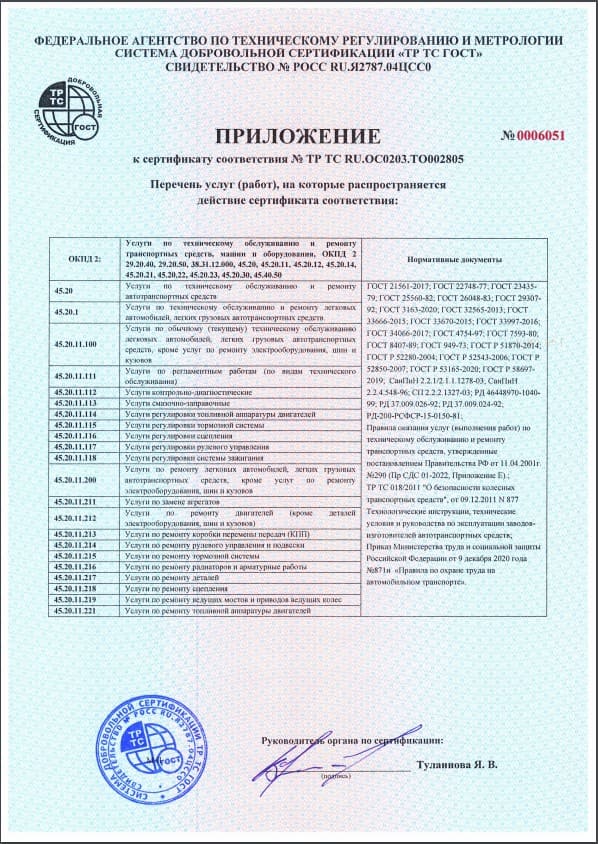 ФЕДЕРАЛЬНОЕ АГЕНТСТВО ПО ТЕХНИЧЕСКОМУ РЕГУЛИРОВАНИЮ И МЕТРОЛОГИИ
СИСТЕМА ДОБРОВОЛЬНОЙ СЕРТИФИКАЦИИ «ТР ТС ГОСТ»
СВИДЕТЕЛЬСТВО № РОСС RU.Я2787.04ЦСС0
ДОБРОВОЛЬНАЯ
СЕРТИФИКАЦИЯ
ТР
ТС
ГОСТ
ПРИЛОЖЕНИЕ
№ 0006051
к сертификату соответствия № ТР ТС RU.ОС0203.ТО002805
Перечень услуг (работ), на которые распространяется
действие сертификата соответствия:
ОКПД 2:
Услуги по техническому обслуживанию и ремонту
транспортных средств, машин и оборудования, ОКПД 2
29.20.40, 29.20.50, 38.31.12.000, 45.20, 45.20.11, 45.20.12, 45.20.14,
45.20.21, 45.20.22, 45.20.23, 45.20.30, 45.40.50
Нормативные документы
45.20
Услуги по техническому обслуживанию и ремонту
автотранспортных средств
45.20.1
Услуги по техническому обслуживанию и ремонту легковых
автомобилей, легких грузовых автотранспортных средств
45.20.11.100
Услуги по обычному (текущему) техническому обслуживанию
легковых автомобилей, легких грузовых автотранспортных
средств, кроме услуг по ремонту электрооборудования, шин и
кузовов
45.20.11.111
Услуги по регламентным работам (по видам технического
обслуживания)
45.20.11.112 Услуги контрольно-диагностические
45.20.11.113 Услуги смазочно-заправочные
45.20.11.114 Услуги регулировки топливной аппаратуры двигателей
45.20.11.115 Услуги регулировки тормозной системы
45.20.11.116 Услуги регулировки сцепления
45.20.11.117 Услуги регулировки рулевого управления
45.20.11.118 Услуги регулировки системы зажигания
45.20.11.200
Услуги по ремонту легковых автомобилей, легких грузовых
автотранспортных средств, кроме услуг по ремонту
электрооборудования, шин и кузовов
45.20.11.211 Услуги по замене агрегатов
45.20.11.212
Услуги по ремонту двигателей (кроме деталей
электрооборудования, шин и кузовов)
45.20.11.213 Услуги по ремонту коробки перемены передач (КПП)
45.20.11.214 Услуги по ремонту рулевого управления и подвески
45.20.11.215 Услуги по ремонту тормозной системы
45.20.11.216 Услуги по ремонту радиаторов и арматурные работы
45.20.11.217 Услуги по ремонту деталей
45.20.11.218 Услуги по ремонту сцепления
45.20.11.219 Услуги по ремонту ведущих мостов и приводов ведущих колес
45.20.11.221 Услуги по ремонту топливной аппаратуры двигателей
ГОСТ 21561-2017; ГОСТ 22748-77; ГОСТ 23435-
79; ГОСТ 25560-82; ГОСТ 26048-83; ГОСТ 29307-
92; ГОСТ 3163-2020; ГОСТ 32565-2013; ГОСТ
33666-2015; ГОСТ 33670-2015; ГОСТ 33997-2016;
ГОСТ 34066-2017; ГОСТ 4754-97; ГОСТ 7593-80;
ГОСТ 8407-89; ГОСТ 949-73; ГОСТ Р 51870-2014;
ГОСТ Р 52280-2004; ГОСТ Р 52543-2006; ГОСТ Р
52850-2007; ГОСТ Р 53165-2020; ГОСТ Р 58697-
2019; СанПиН 2.2.1/2.1.1.1278-03; СанПиН
2.2.4.548-96; СП 2.2.2.1327-03; РД 46448970-1040-
99; РД 37.009.026-92; РД 37.009.024-92,
РД-200-РСФСР-15-0150-81;
Правила оказания услуг (выполнения работ) по
техническому обслуживанию и ремонту
транспортных средств, утвержденные
постановлением Правительства РФ от 11.04.2001г.
№290 (Пр СДС 01-2022, Приложение Е) ;
ТР ТС 018/2011 "О безопасности колесных
транспортных средств", от 09.12.2011 N 877
Технологические инструкции, технические
условия и руководства по эксплуатации заводов-
изготовителей автотранспортных средств;
Приказ Министерства труда и социальной защиты
Российской Федерации от 9 декабря 2020 года
№871н «Правила по охране труда на
автомобильном транспорте».
СИСТЕМА ДОБРОВОЛЬНОЙ СЕРТИФИКАЦИИ ТР ТС ГОСТ
СВИДЕТЕЛЬСТВО № РОСС RU.Я2787.04ЦСС0
ТР
ТС
ГОСТ
Руководитель органа по сертификации:
Тулаинова Я. В.
(подпись)